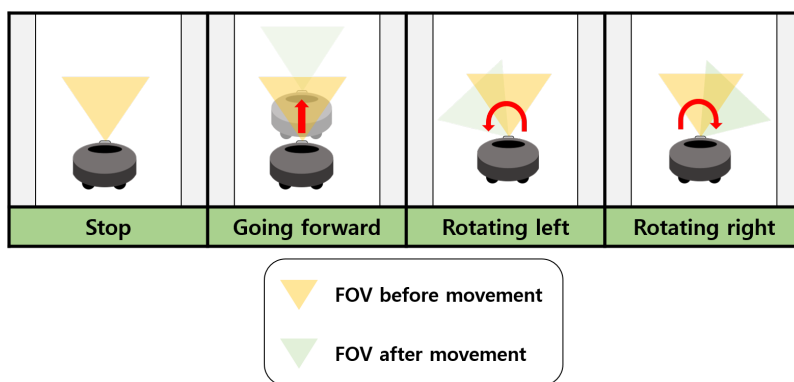 Stop
Going forward
Rotating left
Rotating right
FOV before movement
FOV after movement